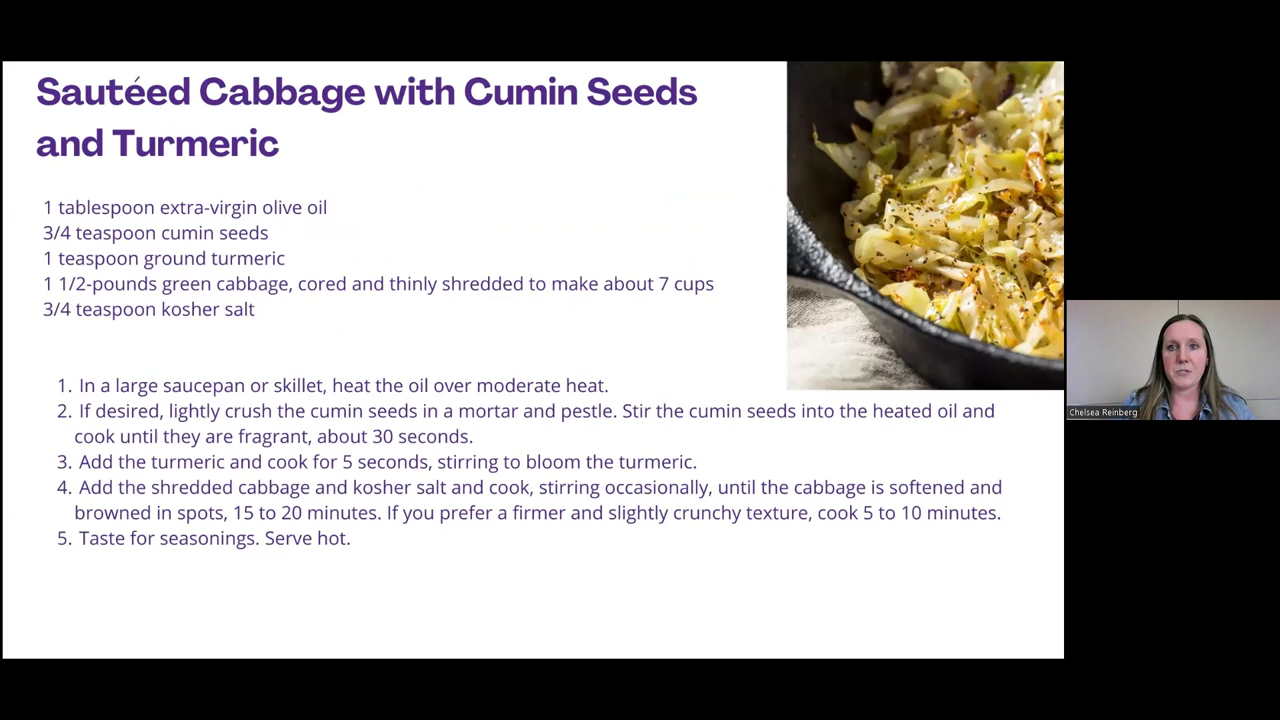 Sautéed Cabbage with Cumin Seeds
and Turmeric
1 tablespoon extra-virgin olive oil
3/4 teaspoon cumin seeds
1 teaspoon ground turmeric
1 1/2-pounds green cabbage, cored and thinly shredded to make about 7 cups
3/4 teaspoon kosher salt
1. In a large saucepan or skillet, heat the oil over moderate heat.
2. If desired, lightly crush the cumin seeds in a mortar and pestle. Stir the cumin seeds into the heated oil and
cook until they are fragrant, about 30 seconds.
3. Add the turmeric and cook for 5 seconds, stirring to bloom the turmeric.
4. Add the shredded cabbage and kosher salt and cook, stirring occasionally, until the cabbage is softened and
browned in spots, 15 to 20 minutes. If you prefer a firmer and slightly crunchy texture, cook 5 to 10 minutes.
5. Taste for seasonings. Serve hot.
Chelsea Reinberg